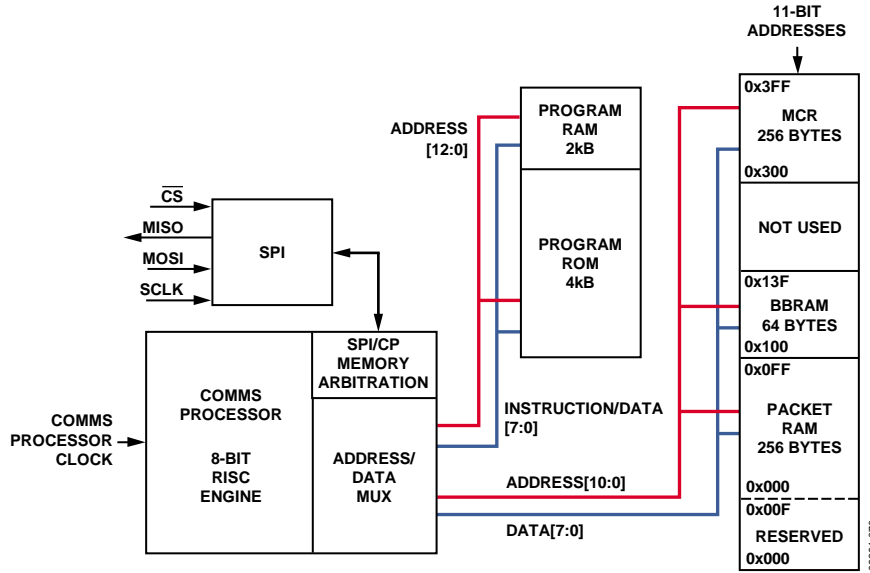 11-BIT
ADDRESSES
0x3FF
MCR
256 BYTES
0x300
NOT USED
0x13F
BBRAM
64 BYTES
0x100
0x0FF
PACKET
RAM
256 BYTES
0x000
0x00F
RESERVED
0x000
PROGRAM
RAM
2kB
PROGRAM
ROM
4kB
ADDRESS
[12:0]
CS
MISO
MOSI
SCLK
SPI
SPI/CP
MEMORY
ARBITRATION
COMMS
PROCESSOR
8-BIT
RISC
ENGINE
ADDRESS/
DATA
MUX
COMMS
PROCESSOR
CLOCK
INSTRUCTION/DATA
[7:0]
ADDRESS[10:0]
DATA[7:0]